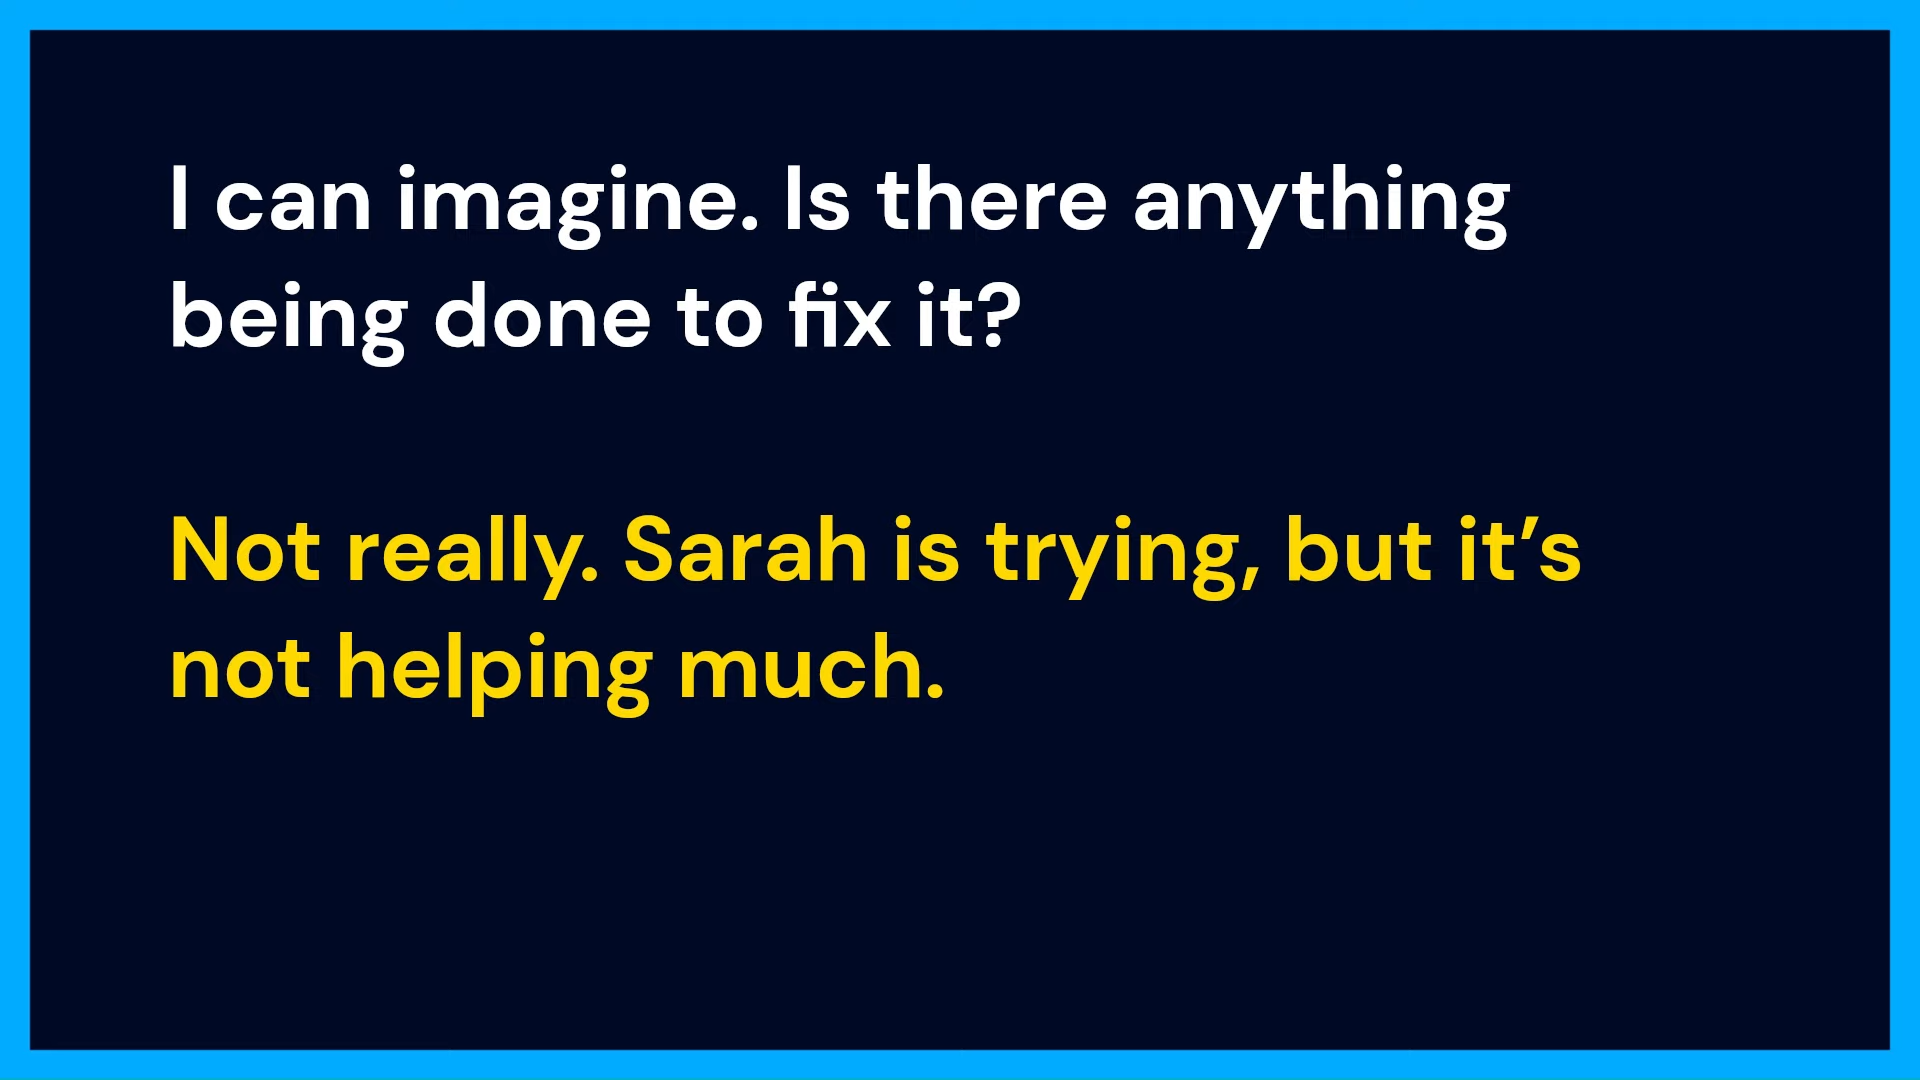 I can imagine. Is there anything
being done to fix it?
Not really. Sarah is trying, but it’s
not helping much.